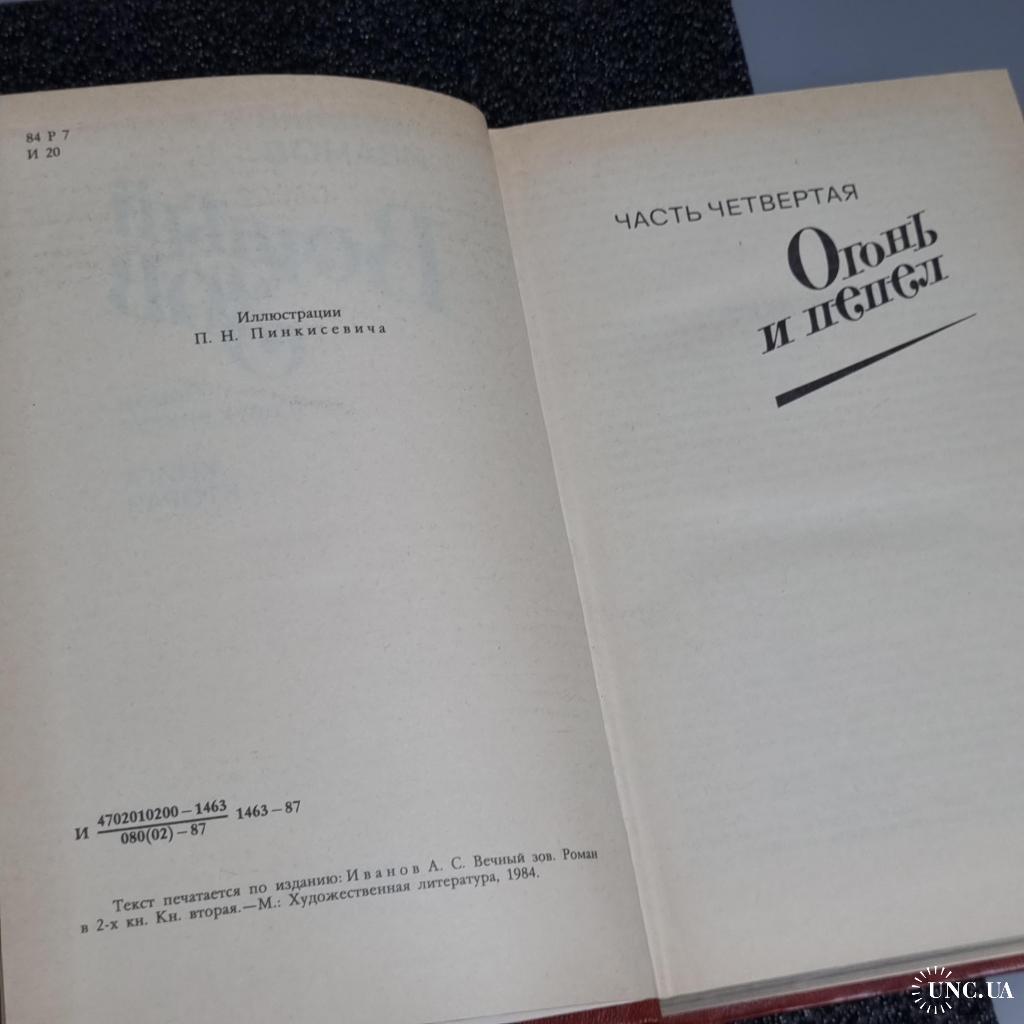 84 Р 7
И 20
Иллюстрации
П. Н. Пинкисевича
И 4702010200—1463 1463—87
080(02)—87
Текст печатается по изданию: Иванов А. С. Вечный зов. Роман
в 2-х кн. Кн. вторая.—М.: Художественная литература, 1984.
ЧАСТЬ ЧЕТВЕРТАЯ
Огонь
и пепел
UNC.UA